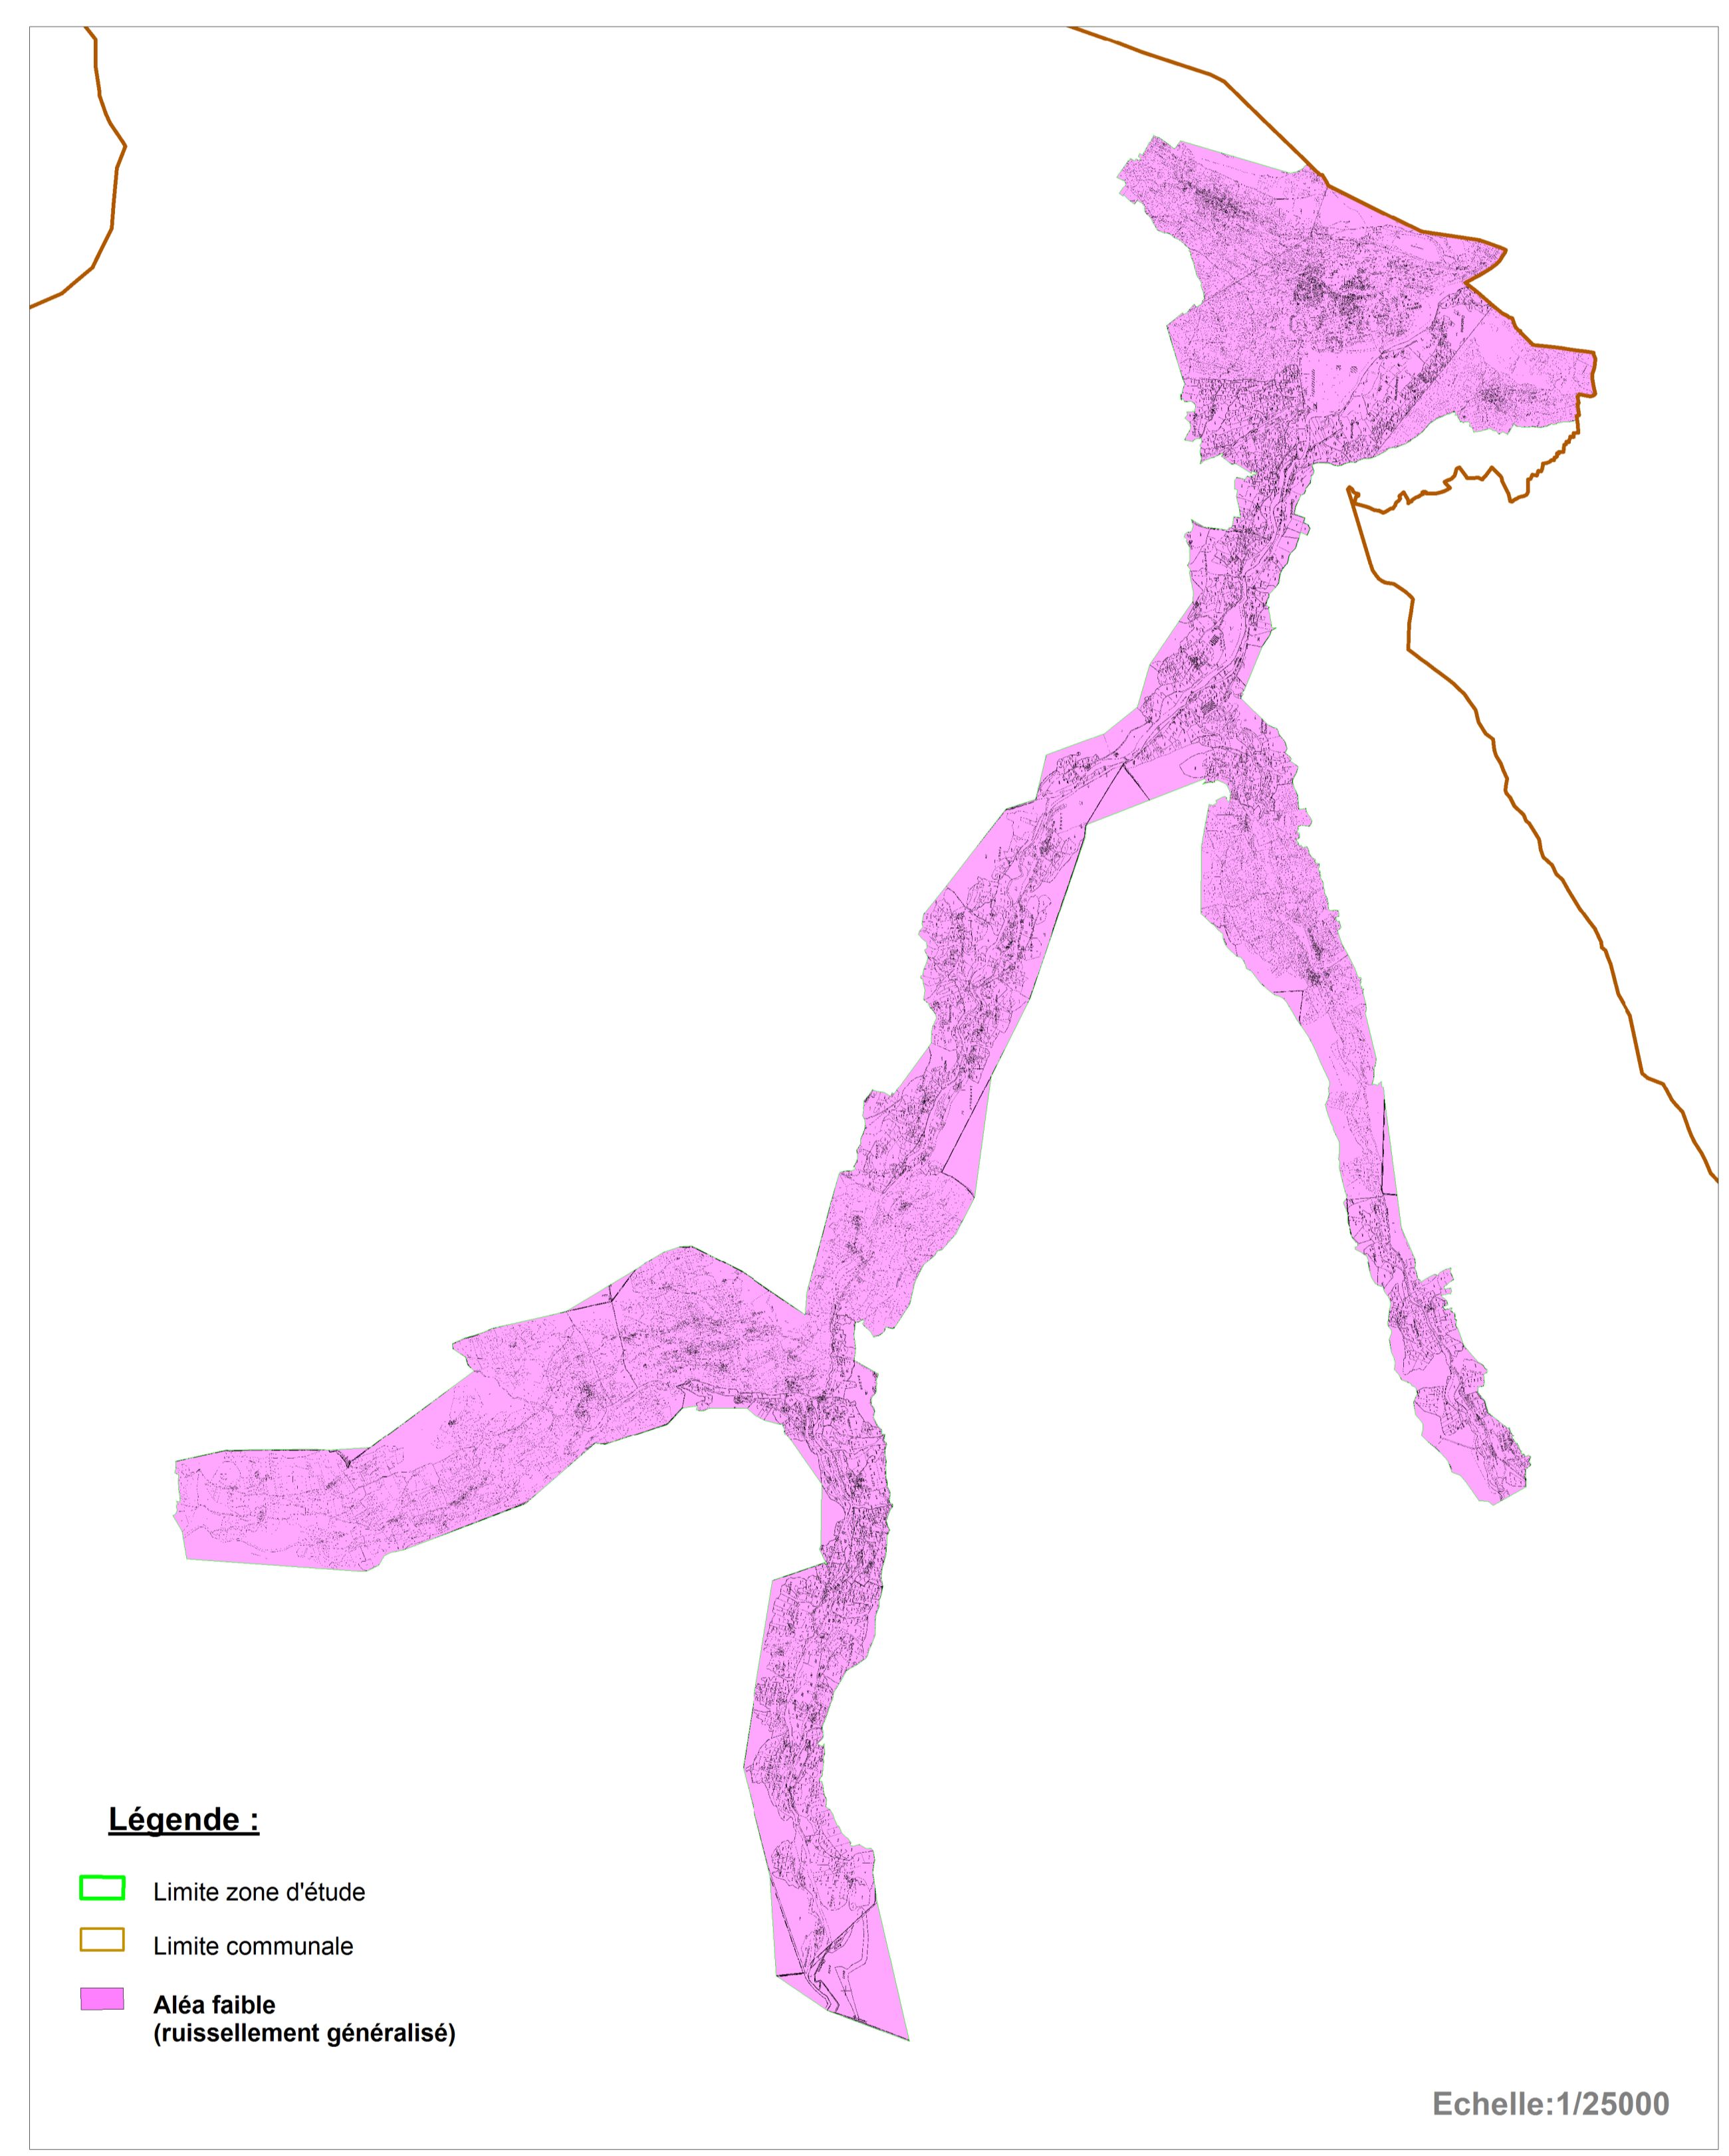 Légende :
Limite zone d'étude
Limite communale
Aléa faible
(ruissellement généralisé)
Echelle:1/25000